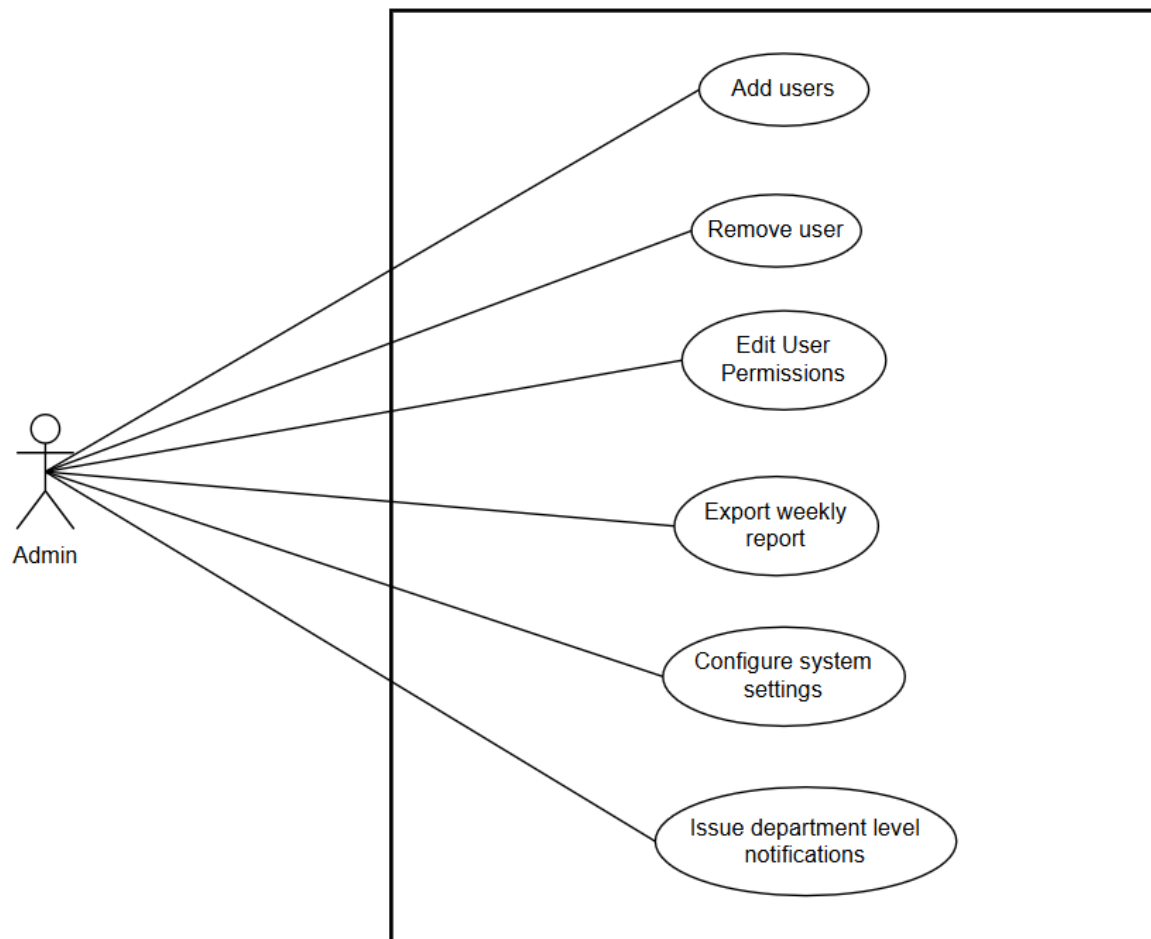 Add users
Remove user
Edit User
Permissions
Admin
Export weekly
report
Configure system
settings
Issue department level
notifications